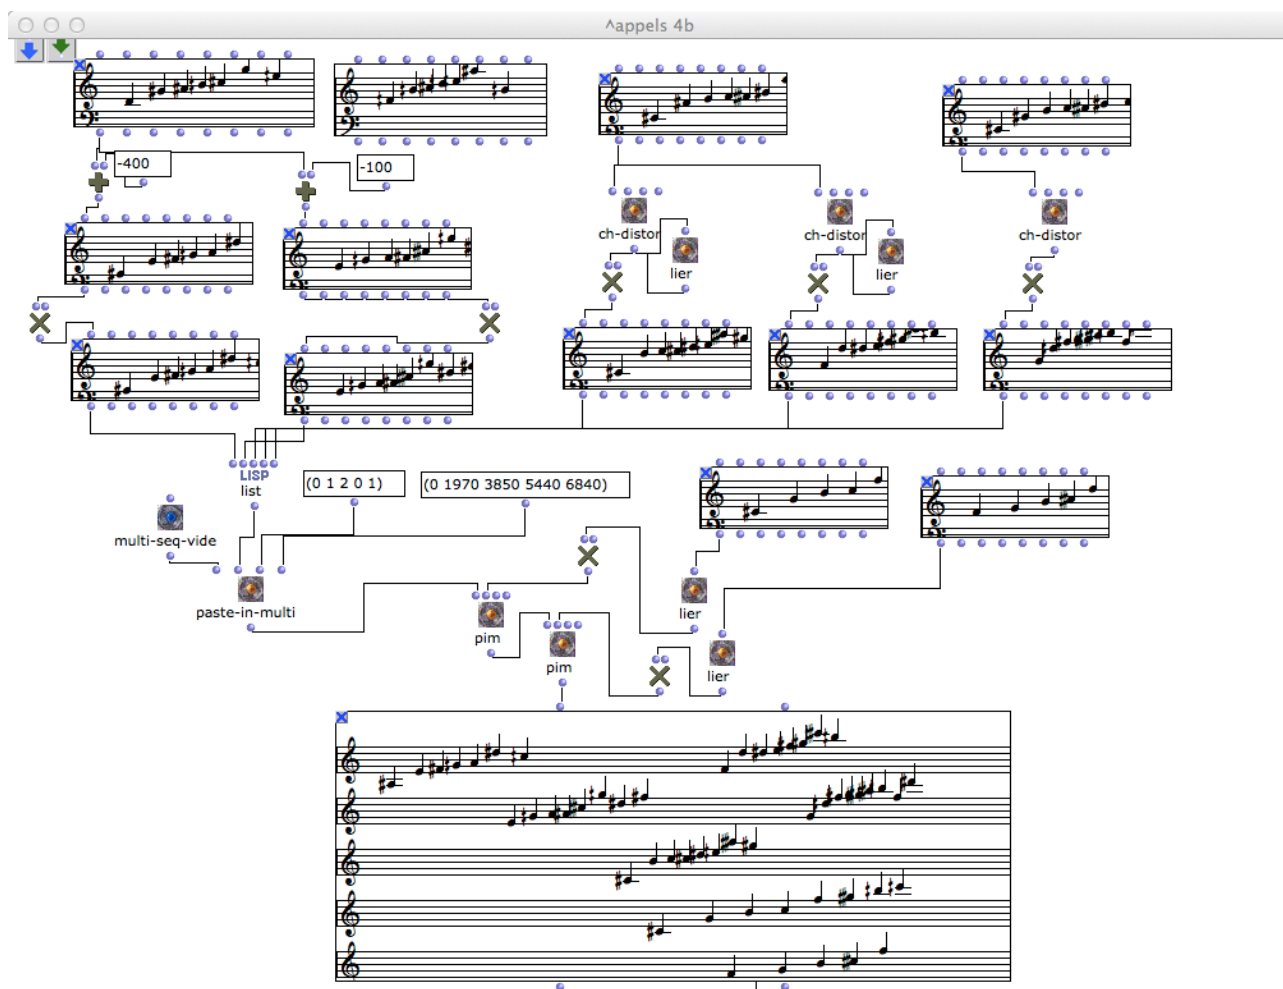 ^appels 4b
-400
-100
ch-distor
ch-distor
ch-distor
lier
lier
LISP
list
(0 1 2 0 1)
(0 1970 3850 5440 6840)
multi-seq-vide
paste-in-multi
lier
pim
pim
lier